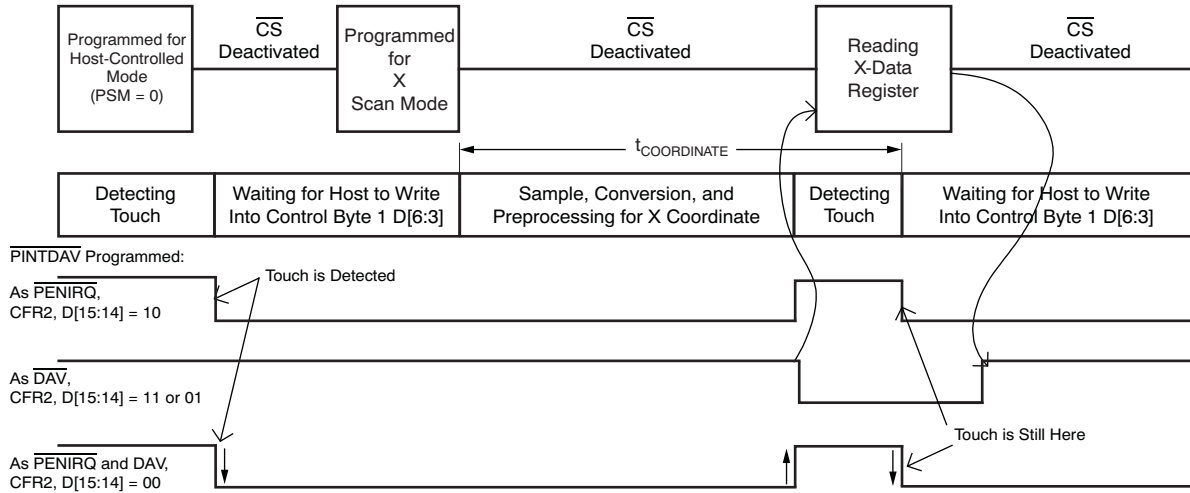 Programmed for
Host-Controlled
Mode
(PSM = 0)
CS
Deactivated
Programmed
for
X
Scan Mode
CS
Deactivated
Reading
X-Data
Register
CS
Deactivated
tCOORDINATE
Detecting
Touch
Waiting for Host to Write
Into Control Byte 1 D[6:3]
Sample, Conversion, and
Preprocessing for X Coordinate
Detecting
Touch
Waiting for Host to Write
Into Control Byte 1 D[6:3]
PINTDAV Programmed:
Touch is Detected
As PENIRQ,
CFR2, D[15:14] = 10
As DAV,
CFR2, D[15:14] = 11 or 01
Touch is Still Here
As PENIRQ and DAV,
CFR2, D[15:14] = 00